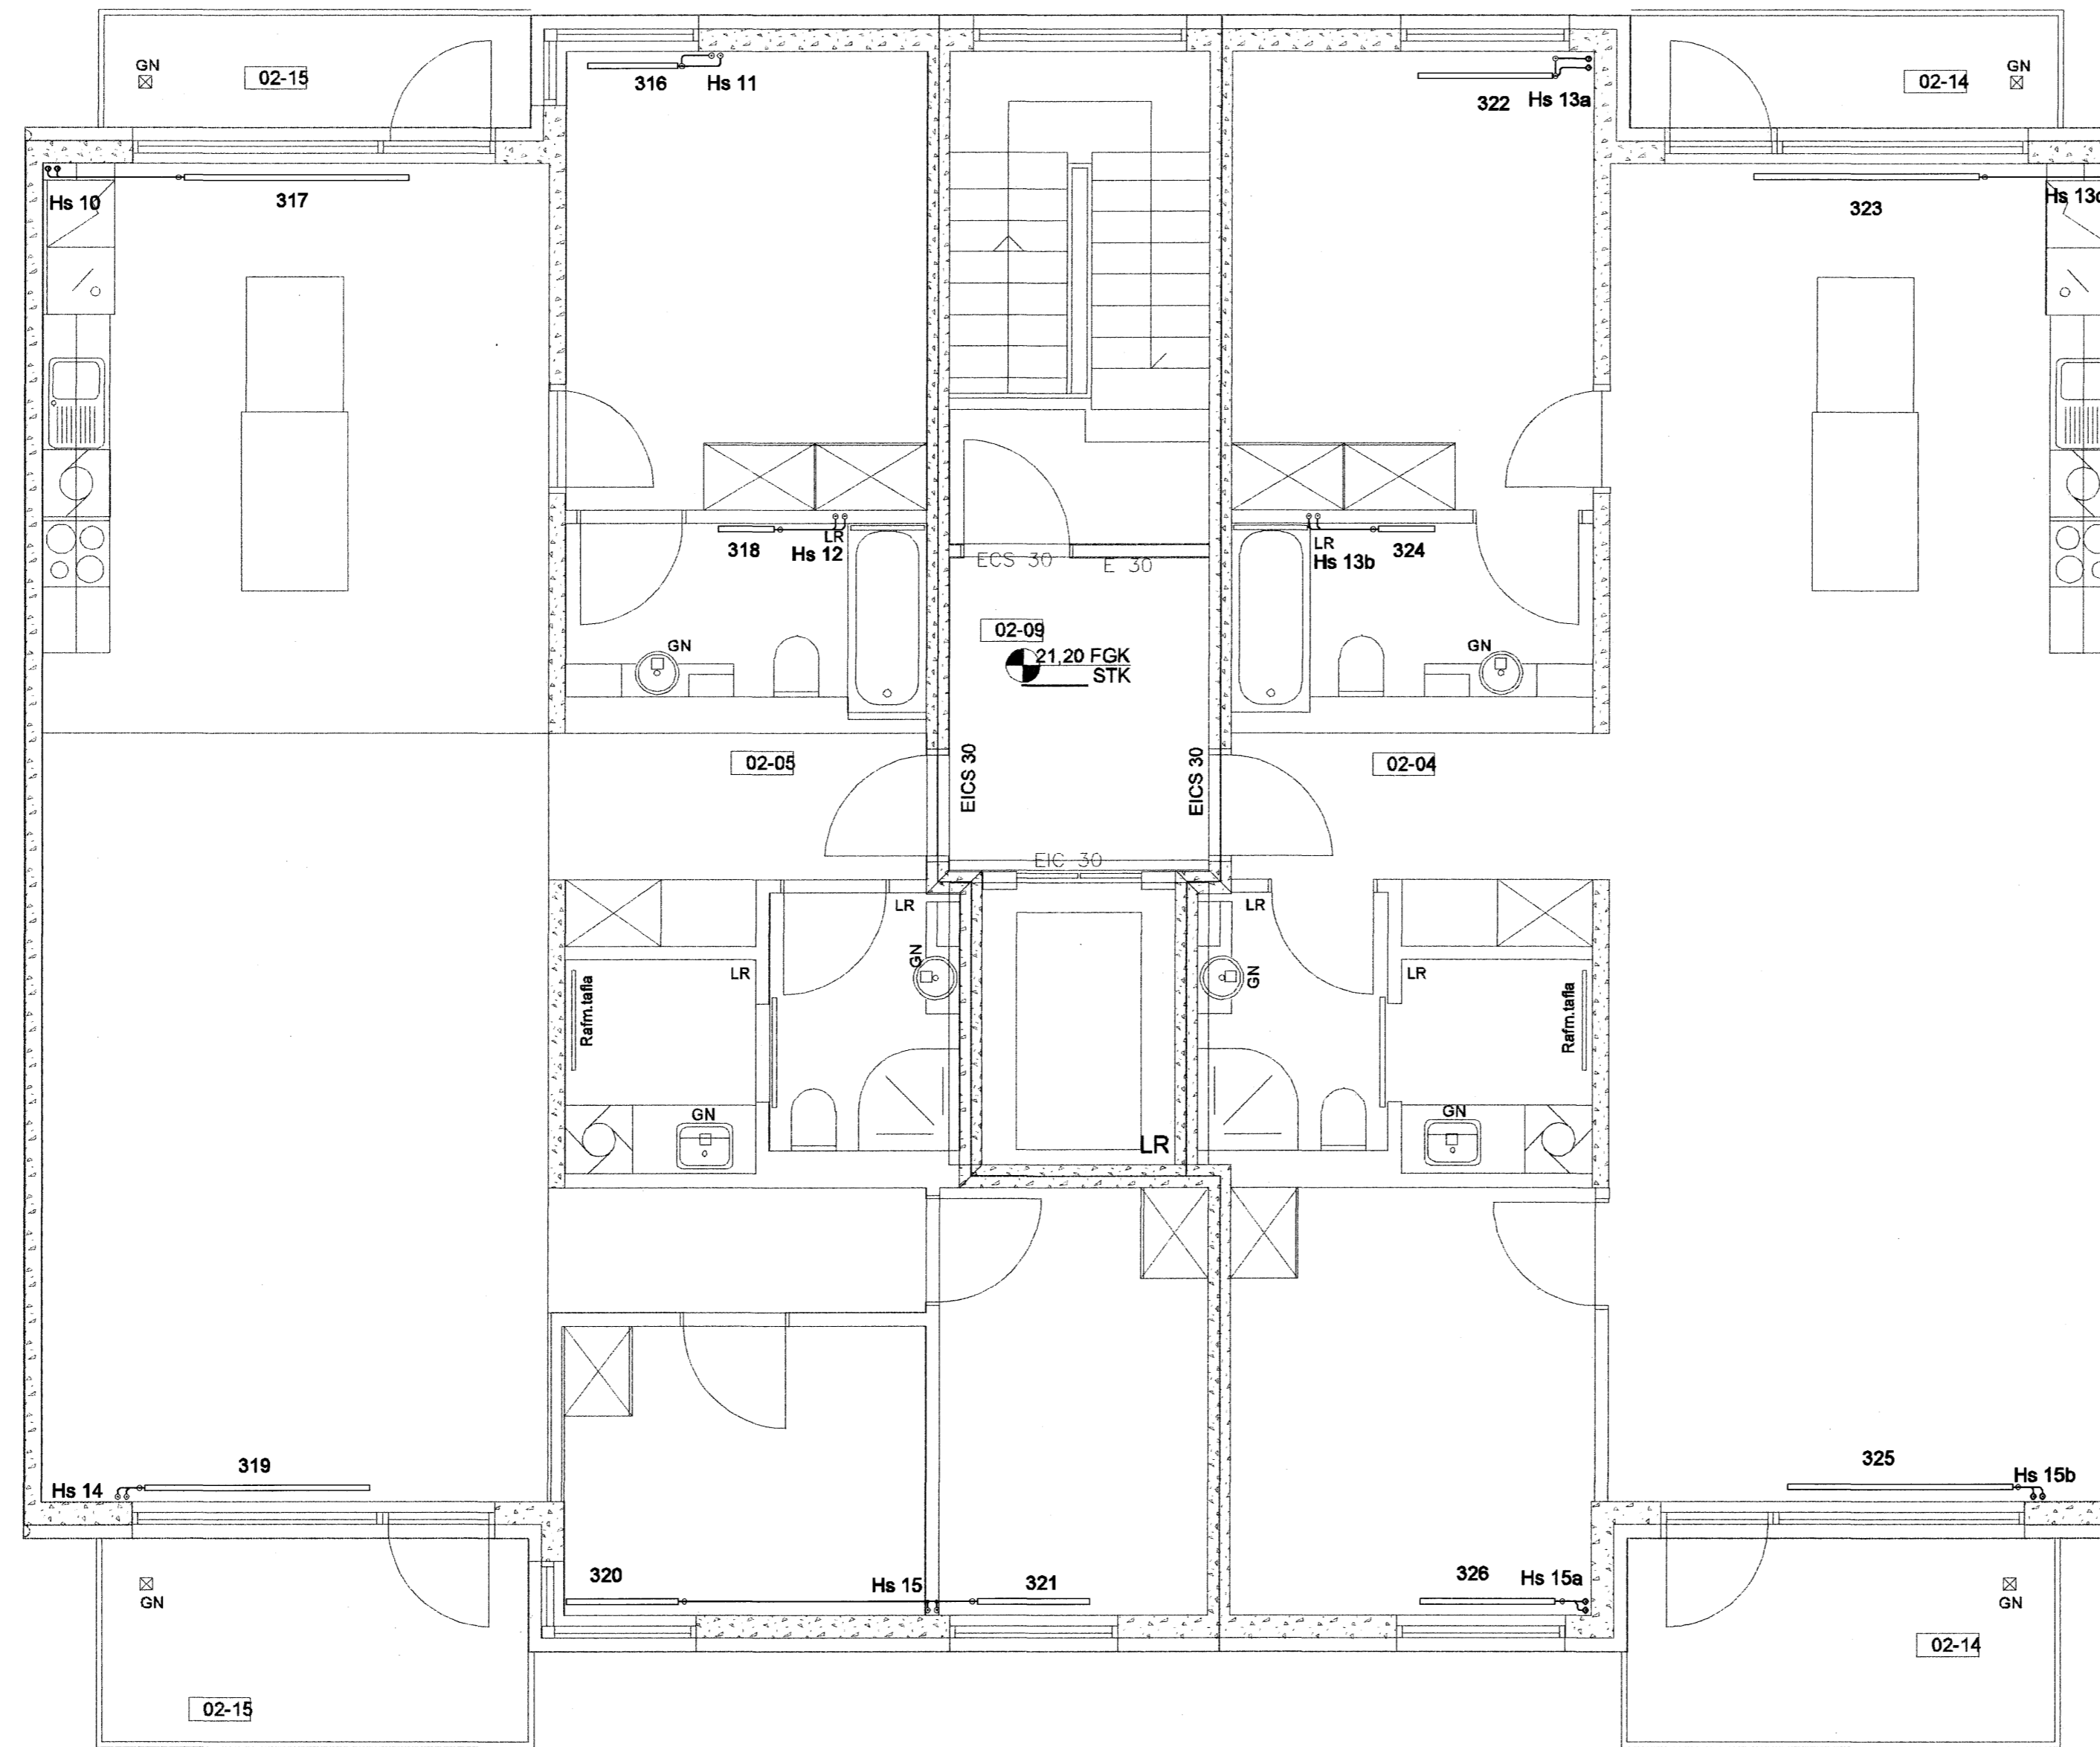 GN
02-15
316
Hs 11
322
Hs 13a
02-14
GN
Hs 10
317
323
Hs 13c
318
LR
Hs 12
ECS 30
E 30
LR
Hs 13b
324
02-09
21,20 FGK
STK
GN
GN
02-05
EICS 30
EICS 30
02-04
EIC 30
LR
LR
GN
GN
LR
LR
Rafm.tafla
Rafm.tafla
GN
GN
LR
319
Hs 14
325
Hs 15b
320
Hs 15
321
326
Hs 15a
GN
GN
02-14
02-15